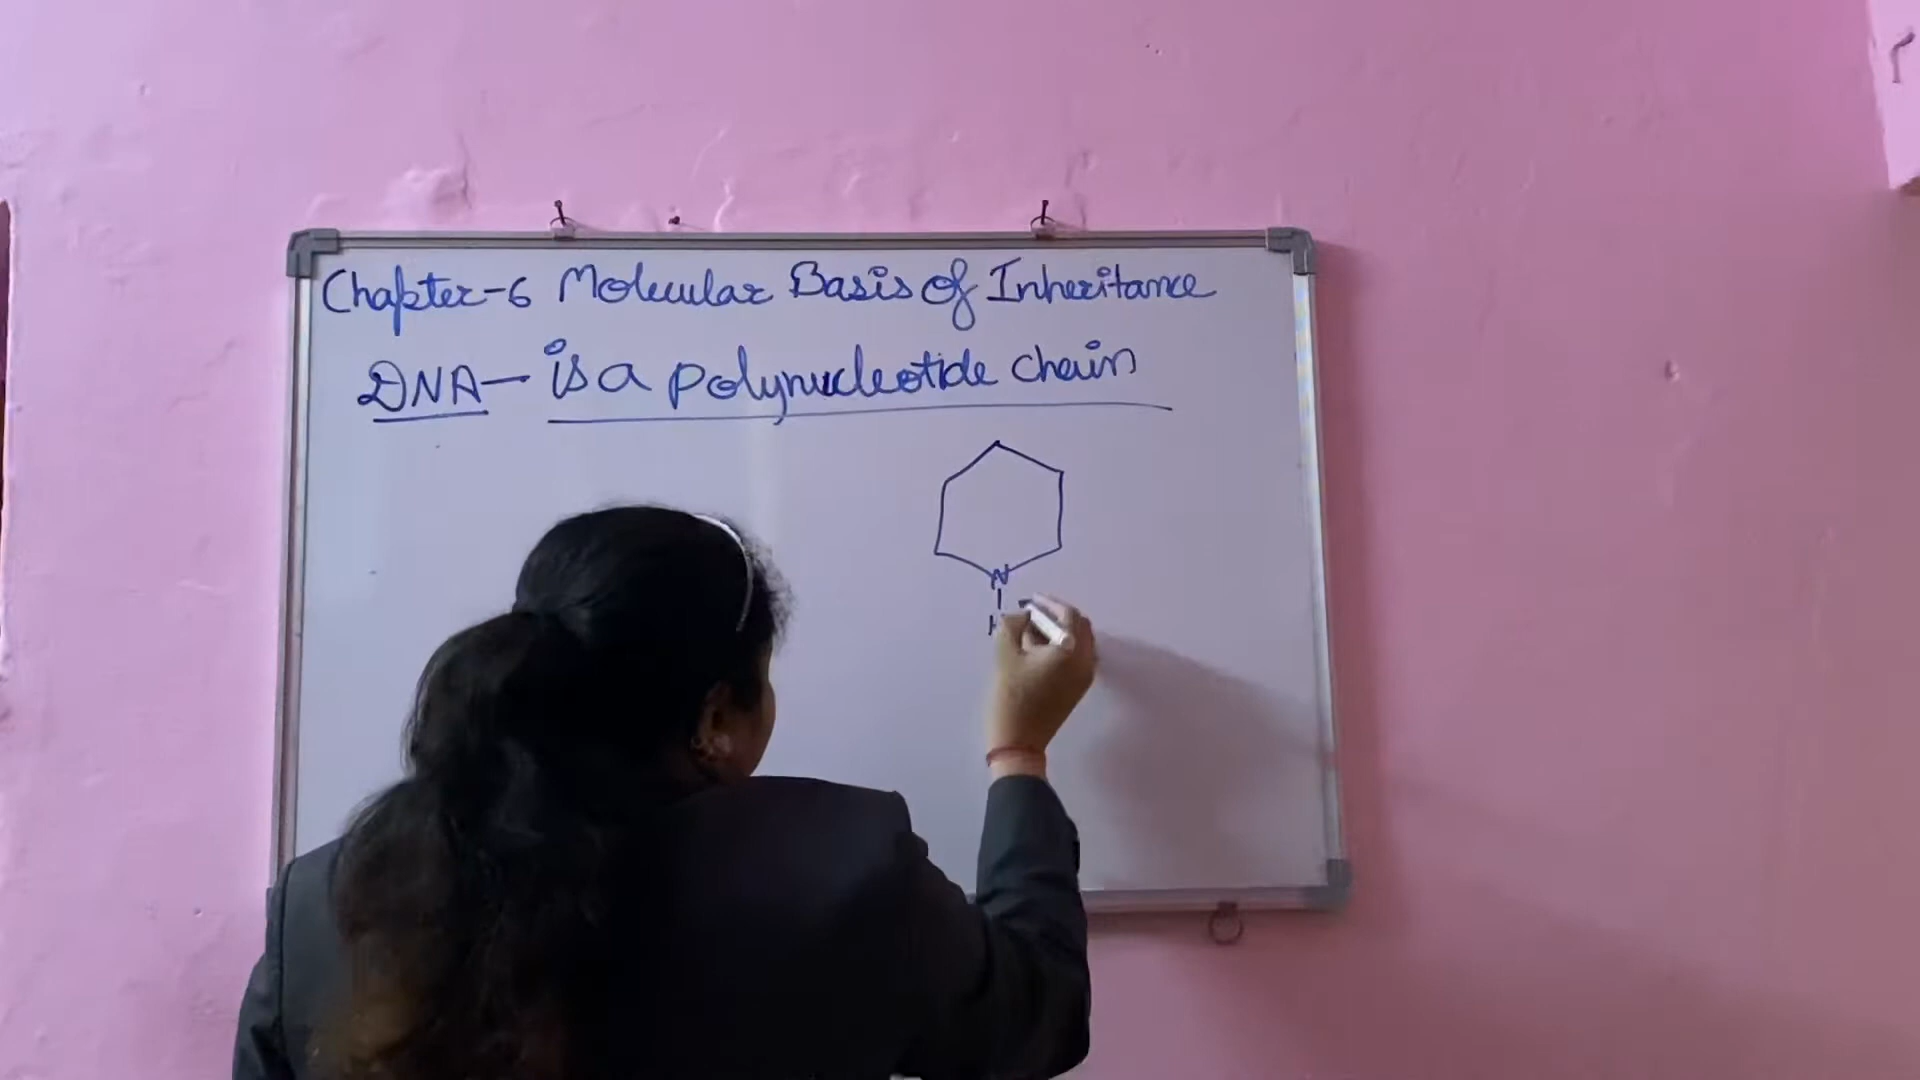 Chapter-6 Molecular Basis of Inheritance
DNA- is a polynucleotide chain
N
H